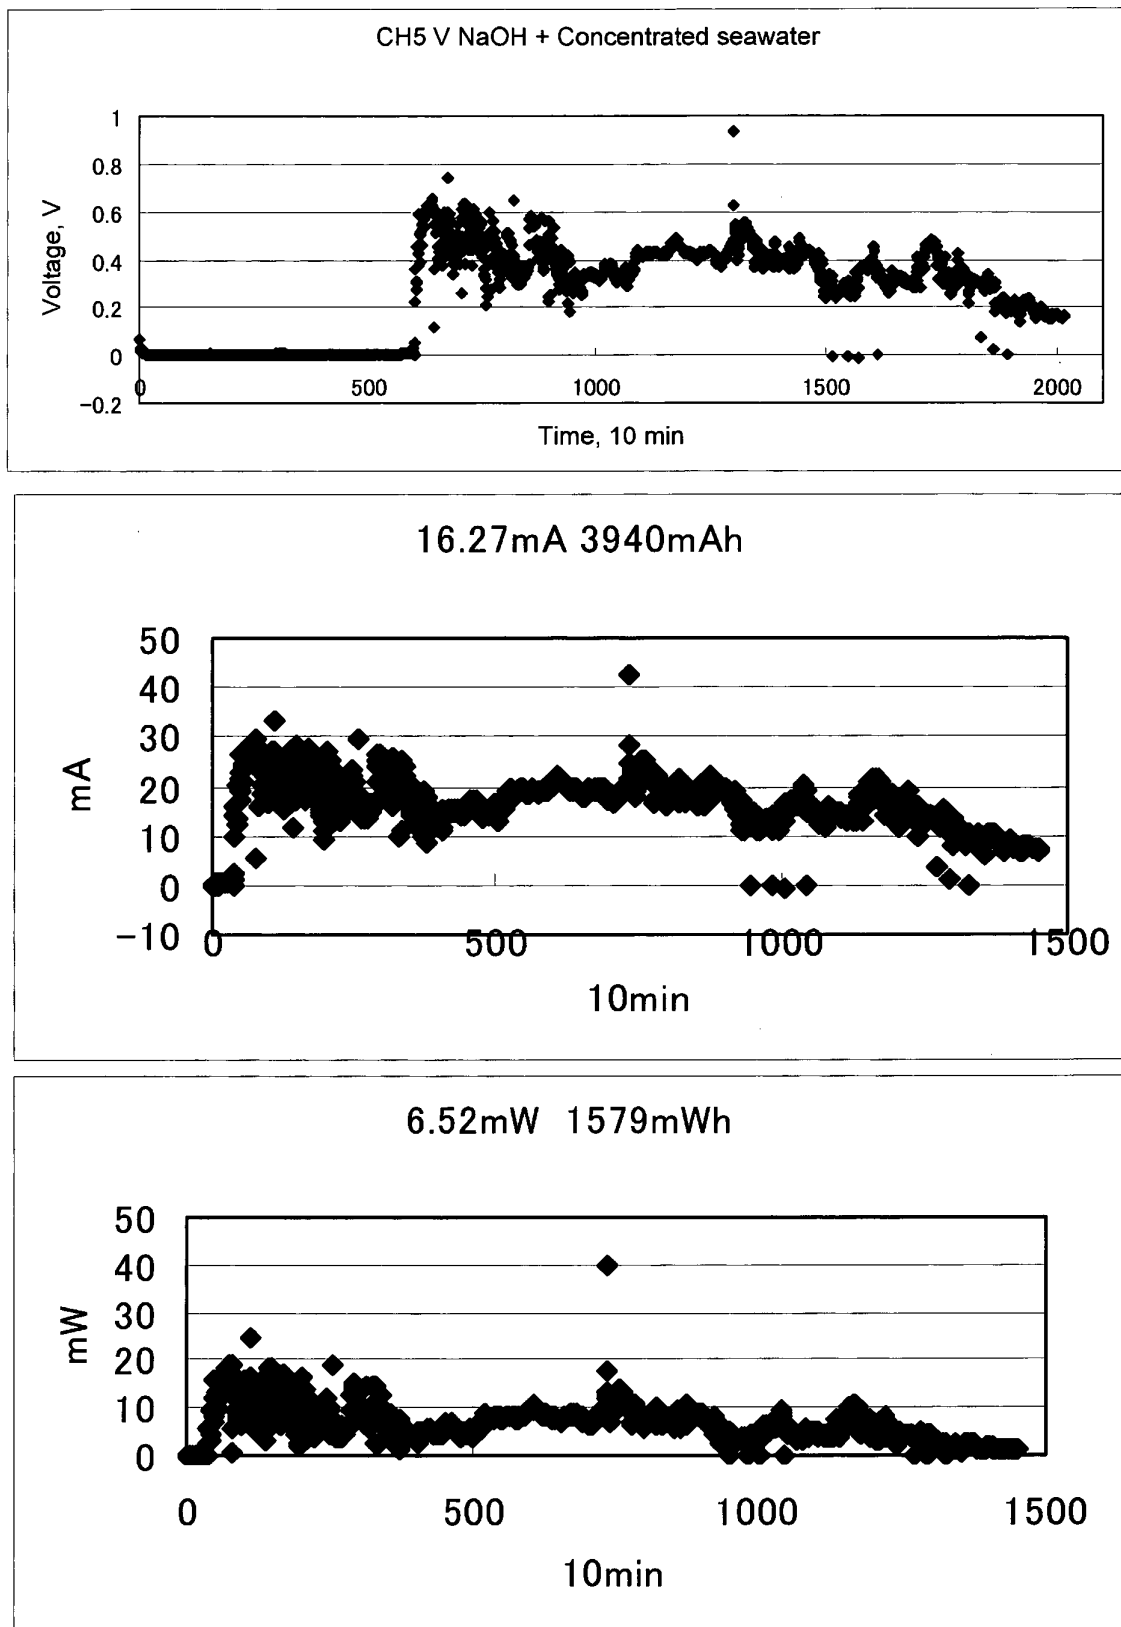 CH5 V NaOH + Concentrated seawater
1
0.8
0.6
0.4
0.2
0
-0.2
Voltage, V
0 500 1000 1500 2000
Time, 10 min
16.27mA 3940mAh
50
40
30
20
10
0
-10
mA
0 500 1000 1500
10min
6.52mW 1579mWh
50
40
30
20
10
0
mW
0 500 1000 1500
10min